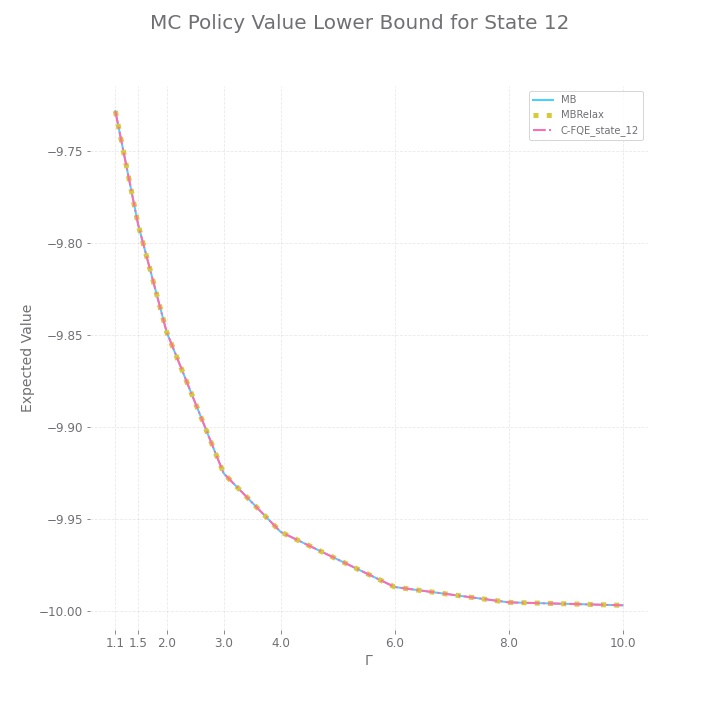 MC Policy Value Lower Bound for State 12
MB
MBRelax
C-FQE_state_12
Expected Value
−9.75
−9.80
−9.85
−9.90
−9.95
−10.00
1.1 1.5 2.0 3.0 4.0 6.0 8.0 10.0
Γ